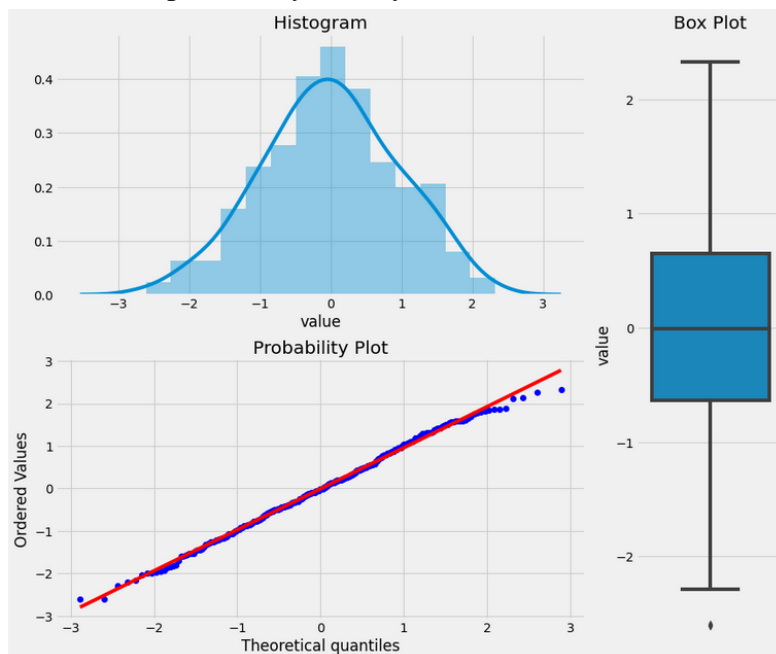 Histogram
0.4
0.3
0.2
0.1
0.0
−3 −2 −1 0 1 2 3
value
Box Plot
2
1
0
−1
−2
value
Probability Plot
3
2
1
0
−1
−2
−3
Ordered Values
−3 −2 −1 0 1 2 3
Theoretical quantiles